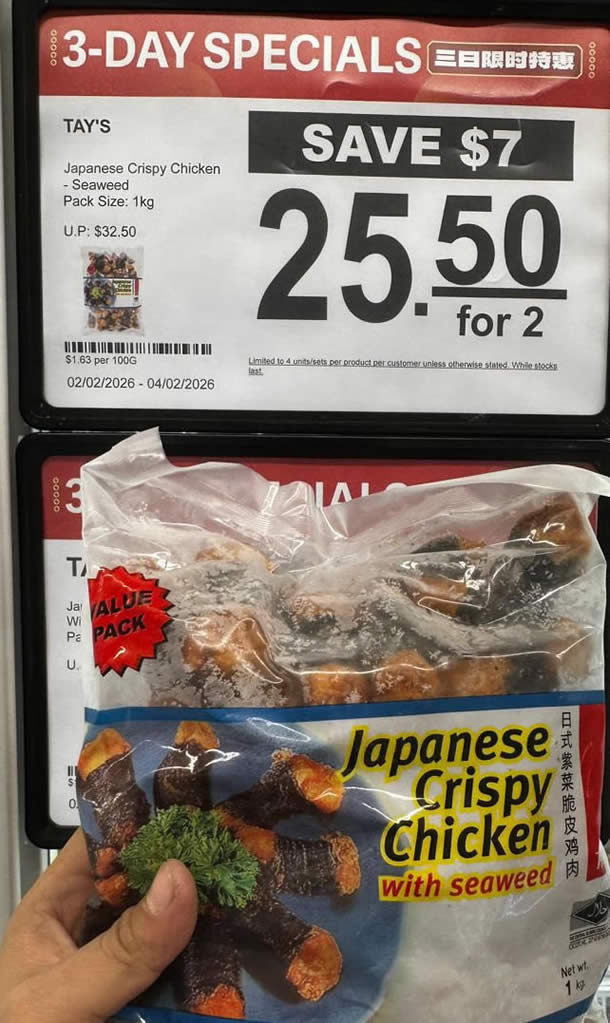 3-DAY SPECIALS 三日限时特惠
TAY'S
Japanese Crispy Chicken
- Seaweed
Pack Size: 1kg
U.P: $32.50
$1.63 per 100G
02/02/2026 - 04/02/2026
SAVE $7
25.50
for 2
Limited to 4 units/sets per product per customer unless otherwise stated. While stocks
last.
3
VALUE
PACK
Japanese
Crispy
Chicken
with seaweed
日式紫菜脆皮鸡肉
Net wt.
1 kg